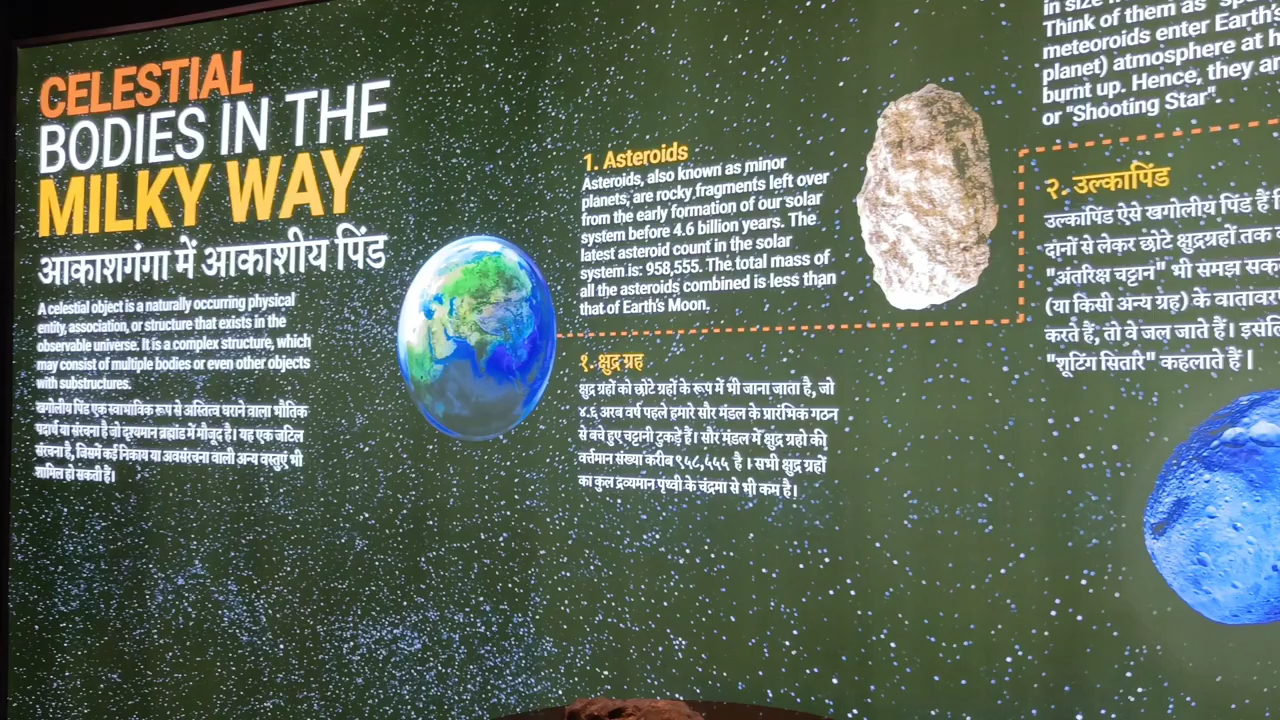 CELESTIAL
BODIES IN THE
MILKY WAY
आकाशगंगा में आकाशीय पिंड
A celestial object is a naturally occurring physical
entity, association, or structure that exists in the
observable universe. It is a complex structure, which
may consist of multiple bodies or even other objects
with substructures.
खगोलीय पिंड एक स्वाभाविक रूप से अस्तित्व धराने वाला भौतिक
पदार्थ या संरचना है जो दृश्यमान ब्रह्मांड में मौजूद है। यह एक जटिल
संरचना है, जिसमें कई निकाय या अवसंरचना वाली अन्य वस्तुएं भी
शामिल हो सकती हैं।
1. Asteroids
Asteroids, also known as minor
planets, are rocky fragments left over
from the early formation of our solar
system before 4.6 billion years. The
latest asteroid count in the solar
system is: 958,555. The total mass of
all the asteroids combined is less than
that of Earth's Moon.
१. क्षुद्र ग्रह
क्षुद्र ग्रहों को छोटे ग्रहों के रूप में भी जाना जाता है, जो
४.६ अरब वर्ष पहले हमारे सौर मंडल के प्रारंभिक गठन
से बचे हुए चट्टानी टुकड़े हैं। सौर मंडल में क्षुद्र ग्रहो की
वर्त्तमान संख्या करीब ९५८,५५५ है । सभी क्षुद्र ग्रहों
का कुल द्रव्यमान पृथ्वी के चंद्रमा से भी कम है।
in size
Think of them as
meteoroids enter Earth's
planet) atmosphere at
burnt up. Hence, they
or "Shooting Star".
२. उल्कापिंड
उल्कापिंड ऐसे खगोलीय पिंड हैं
दानों से लेकर छोटे क्षुद्रग्रहों तक
"अंतरिक्ष चट्टान" भी समझ
(या किसी अन्य ग्रह) के
करते हैं, तो वे जल जाते हैं।
"शूटिंग सितारे" कहलाते हैं |